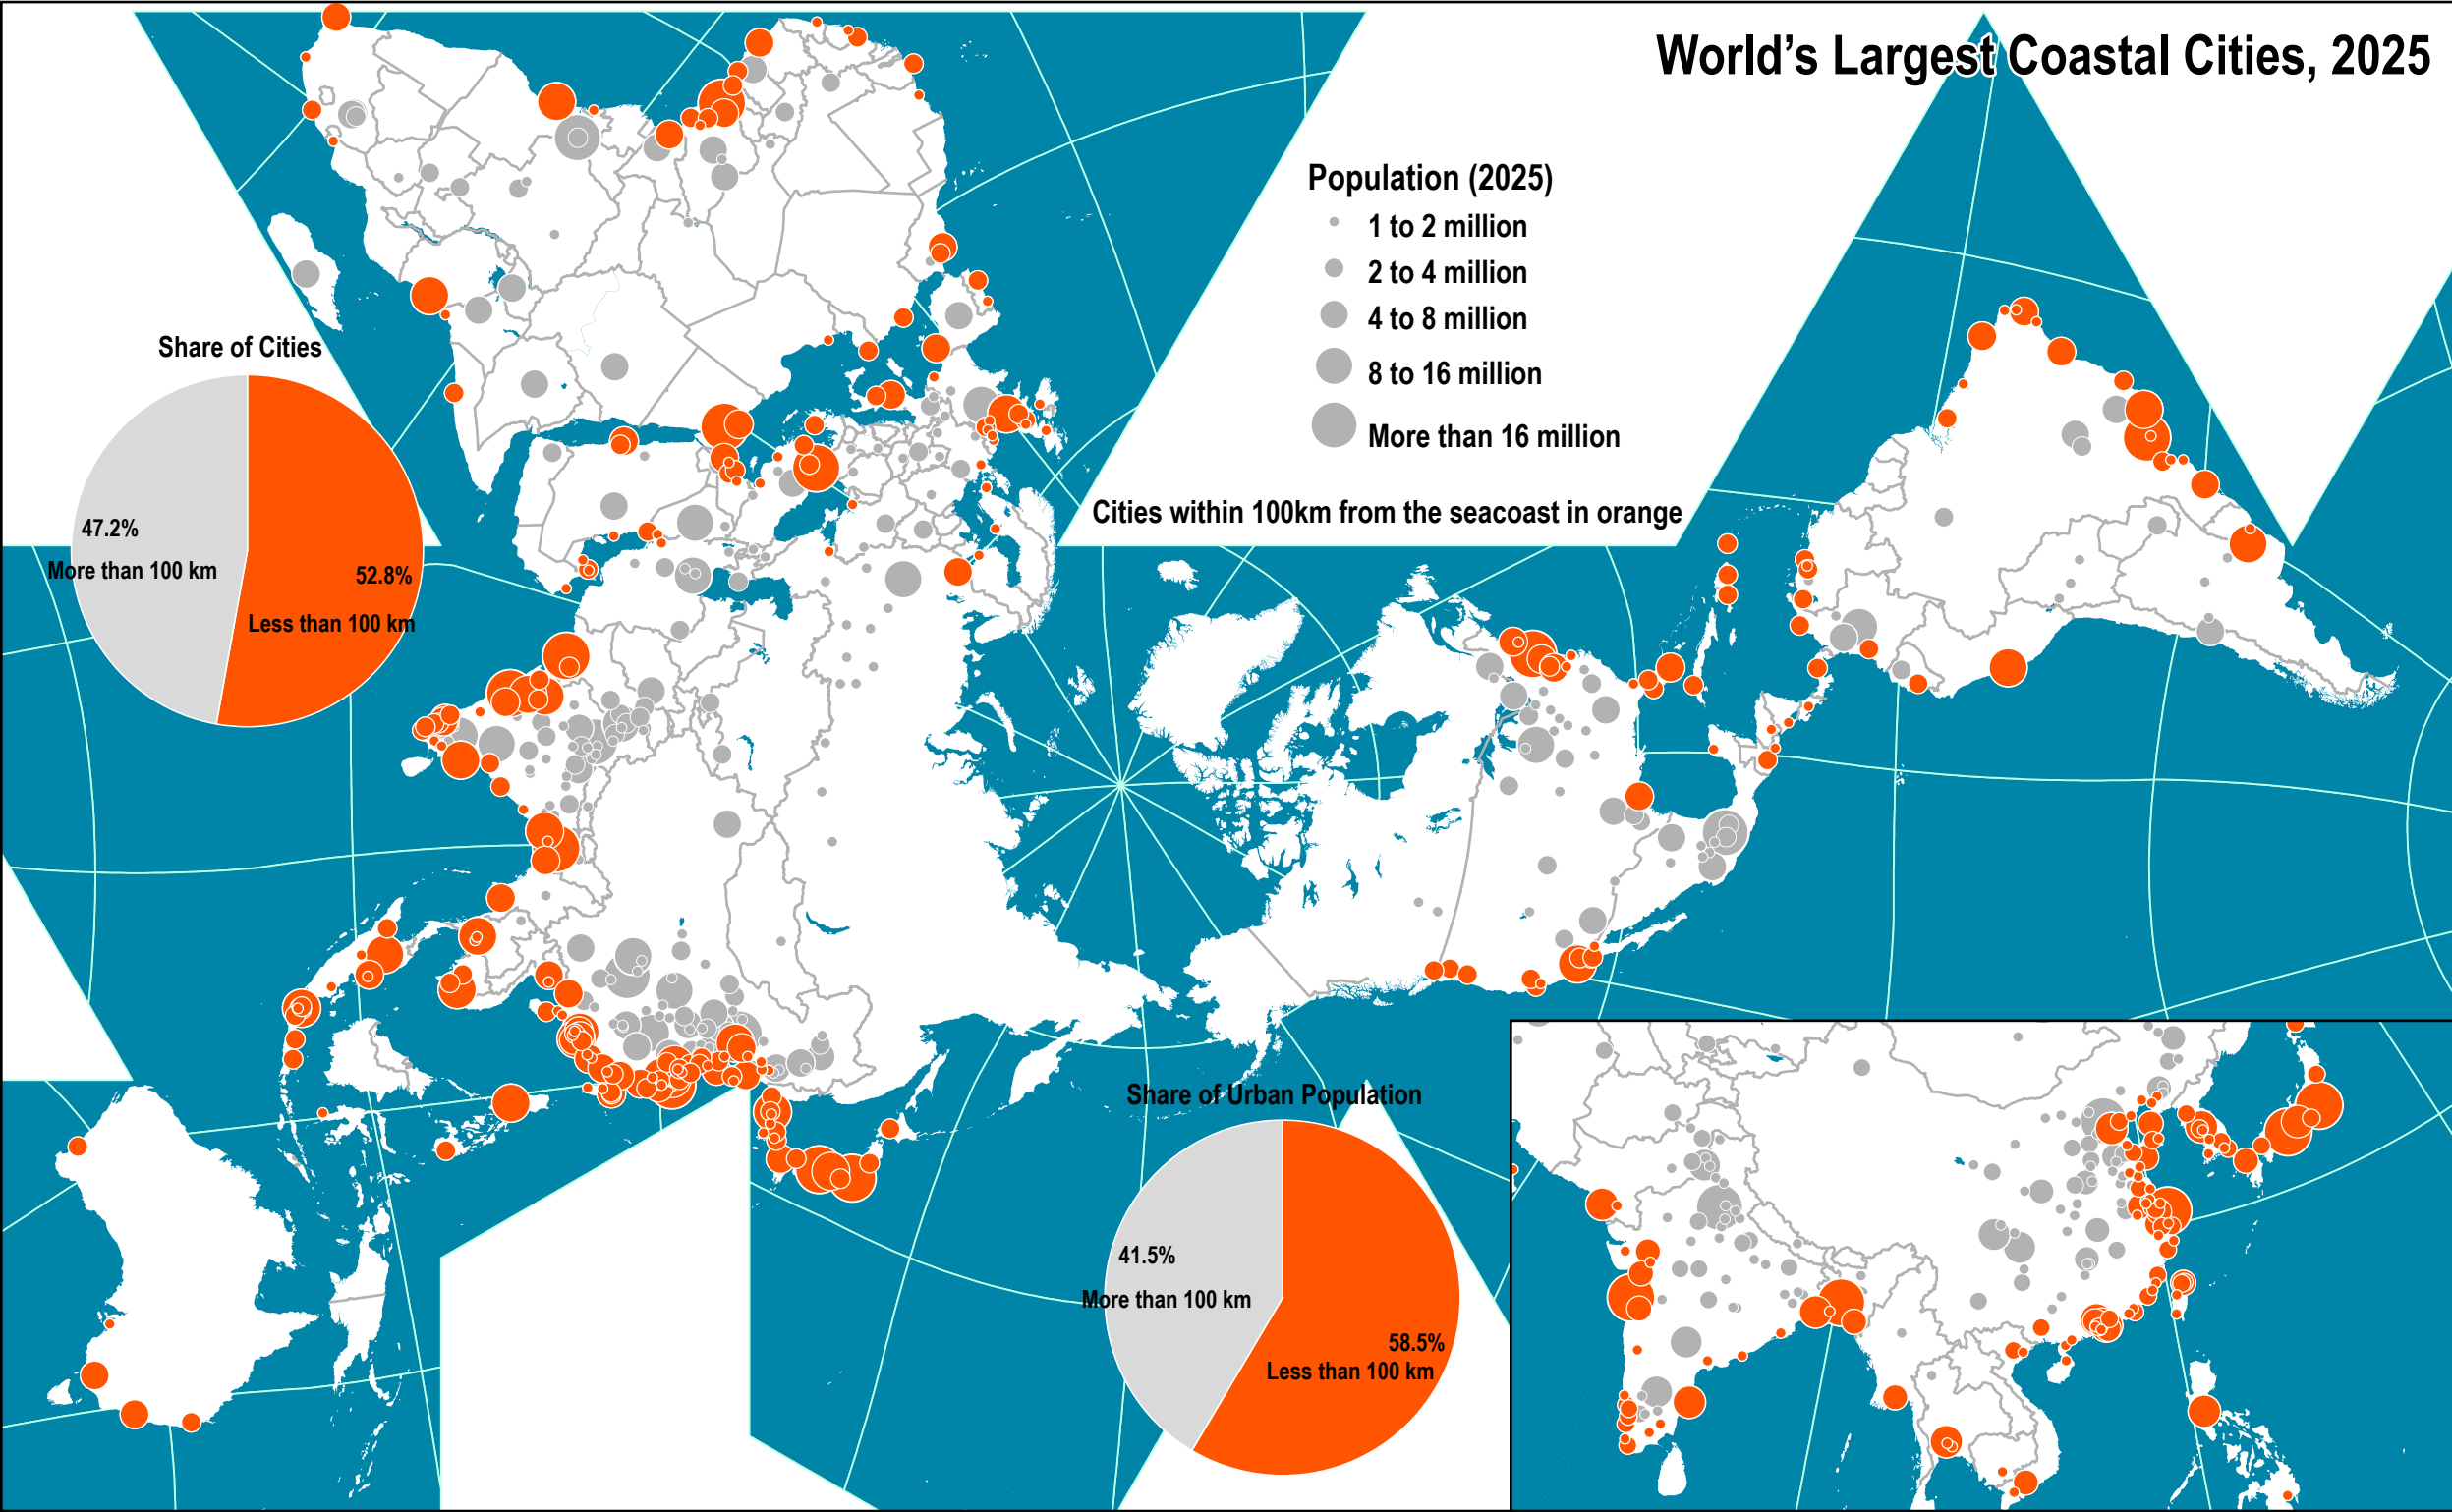 World's Largest Coastal Cities, 2025
Population (2025)
1 to 2 million
2 to 4 million
4 to 8 million
8 to 16 million
More than 16 million
Cities within 100km from the seacoast in orange
Share of Cities
47.2%
More than 100 km
52.8%
Less than 100 km
Share of Urban Population
41.5%
More than 100 km
58.5%
Less than 100 km